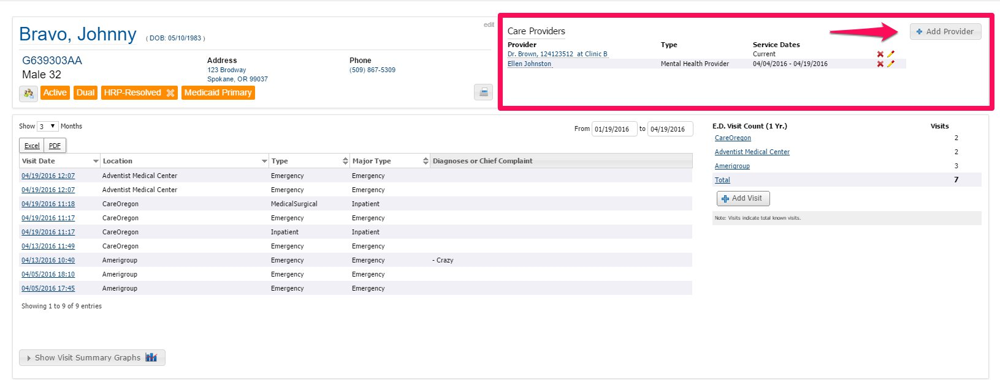 Bravo, Johnny ( DOB: 05/10/1983 )
edit
G639303AA
Male 32
Address
123 Brodway
Spokane, OR 99037
Phone
(509) 867-5309
Active Dual HRP-Resolved Medicaid Primary
Care Providers
Add Provider
Provider Type Service Dates
Dr. Brown, 124123512 at Clinic B Current
Ellen Johnston Mental Health Provider 04/04/2016 - 04/19/2016
Show 3 Months
From 01/19/2016 to 04/19/2016
Excel PDF
Visit Date Location Type Major Type Diagnoses or Chief Complaint
04/19/2016 12:07 Adventist Medical Center Emergency Emergency
04/19/2016 12:07 Adventist Medical Center Emergency Emergency
04/19/2016 11:18 CareOregon MedicalSurgical Inpatient
04/19/2016 11:17 CareOregon Emergency Emergency
04/19/2016 11:17 CareOregon Inpatient Inpatient
04/13/2016 11:49 CareOregon Emergency Emergency
04/13/2016 10:40 Amerigroup Emergency Emergency - Crazy
04/05/2016 18:10 Amerigroup Emergency Emergency
04/05/2016 17:45 Amerigroup Emergency Emergency
Showing 1 to 9 of 9 entries
Show Visit Summary Graphs
E.D. Visit Count (1 Yr.) Visits
CareOregon 2
Adventist Medical Center 2
Amerigroup 3
Total 7
Add Visit
Note: Visits indicate total known visits.